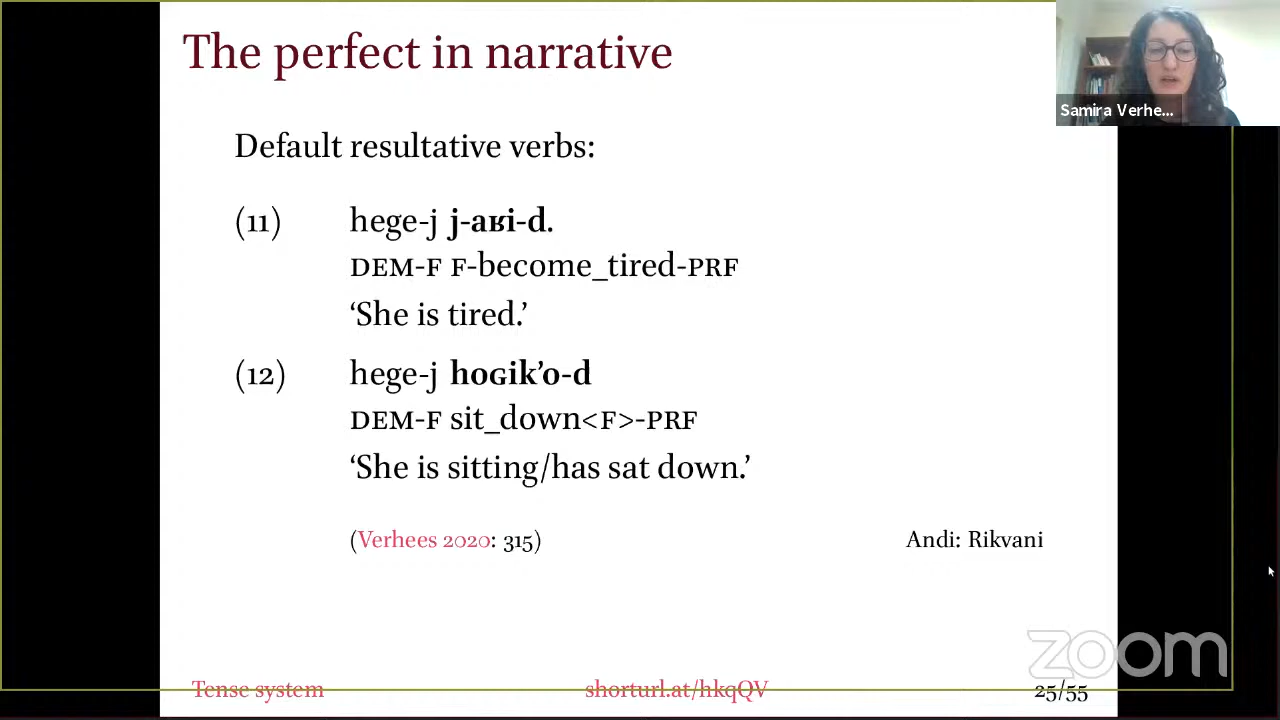 The perfect in narrative
Samira Verhe...
Default resultative verbs:
(11) hege-j j-aʁi-d.
DEM-F F-become_tired-PRF
‘She is tired.’
(12) hege-j hoɢik’o-d
DEM-F sit_down<F>-PRF
‘She is sitting/has sat down.’
(Verhees 2020: 315) Andi: Rikvani
zoom
Tense system shorturl.at/hkqQV 25/55